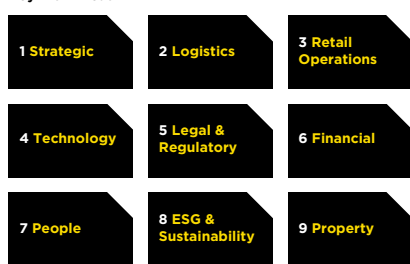 1 Strategic
2 Logistics
3 Retail
Operations
4 Technology
5 Legal &
Regulatory
6 Financial
7 People
8 ESG &
Sustainability
9 Property